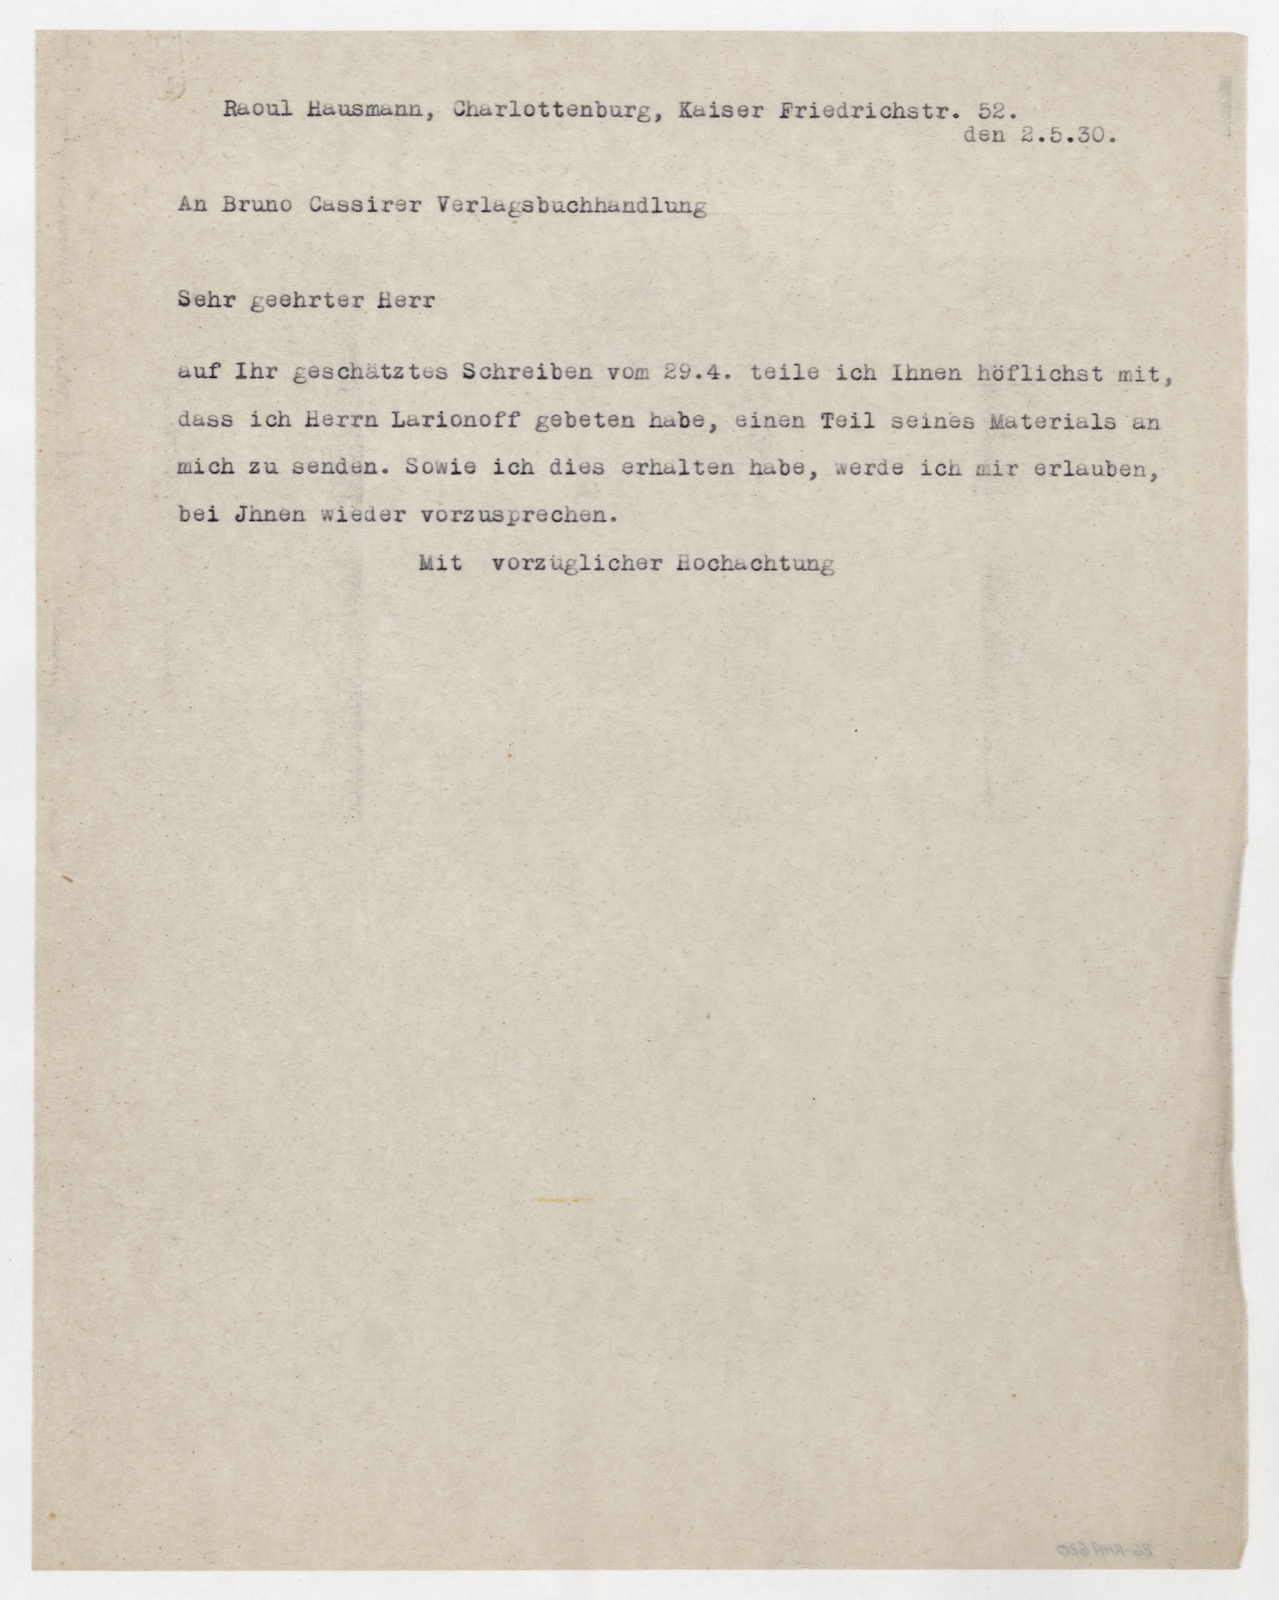 Raoul Hausmann, Charlottenburg, Kaiser Friedrichstr. 52.
den 2.5.30.
An Bruno Cassirer Verlagsbuchhandlung
Sehr geehrter Herr
auf Ihr geschätztes Schreiben vom 29.4. teile ich Ihnen höflichst mit,
dass ich Herrn Larionoff gebeten habe, einen Teil seines Materials an
mich zu senden. Sowie ich dies erhalten habe, werde ich mir erlauben,
bei Jhnen wieder vorzusprechen.
Mit  vorzüglicher Hochachtung